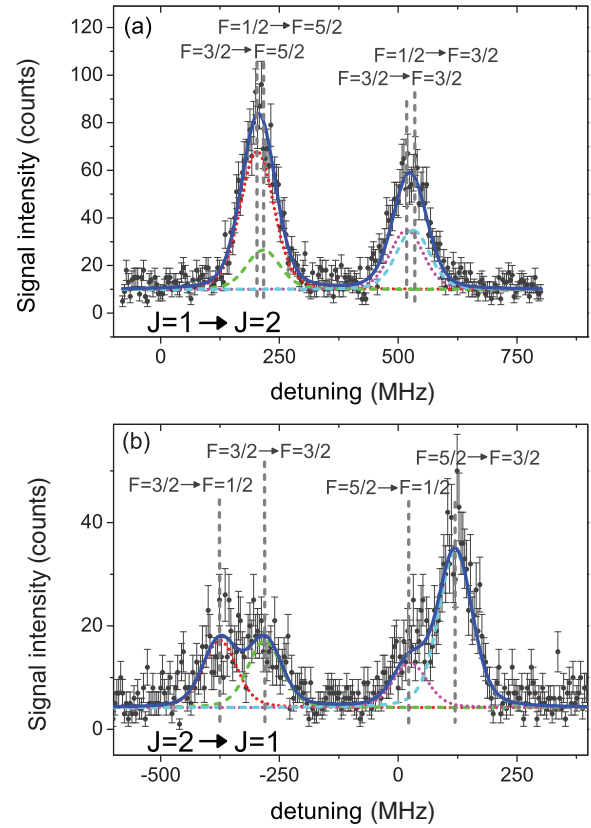 (a)
F=1/2→F=5/2
F=3/2→F=5/2
F=1/2→F=3/2
F=3/2→F=3/2
120
100
80
60
40
20
0
Signal intensity (counts)
J=1→J=2
0
250
500
750
detuning (MHz)
(b)
F=3/2→F=3/2
F=5/2→F=3/2
F=3/2→F=1/2
F=5/2→F=1/2
40
20
0
Signal intensity (counts)
J=2→J=1
-500
-250
0
250
detuning (MHz)